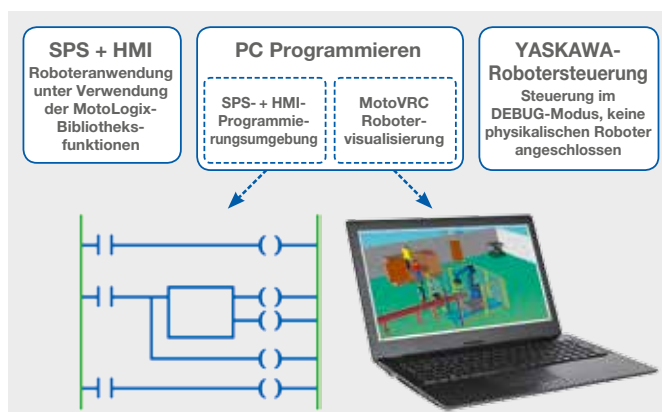 SPS + HMI
Roboteranwendung
unter Verwendung
der MotoLogix-
Bibliotheks-
funktionen
PC Programmieren
SPS- + HMI-
Programmie-
rungsumgebung
MotoVRC
Roboter-
visualisierung
YASKAWA-
Robotersteuerung
Steuerung im
DEBUG-Modus, keine
physikalischen Roboter
angeschlossen